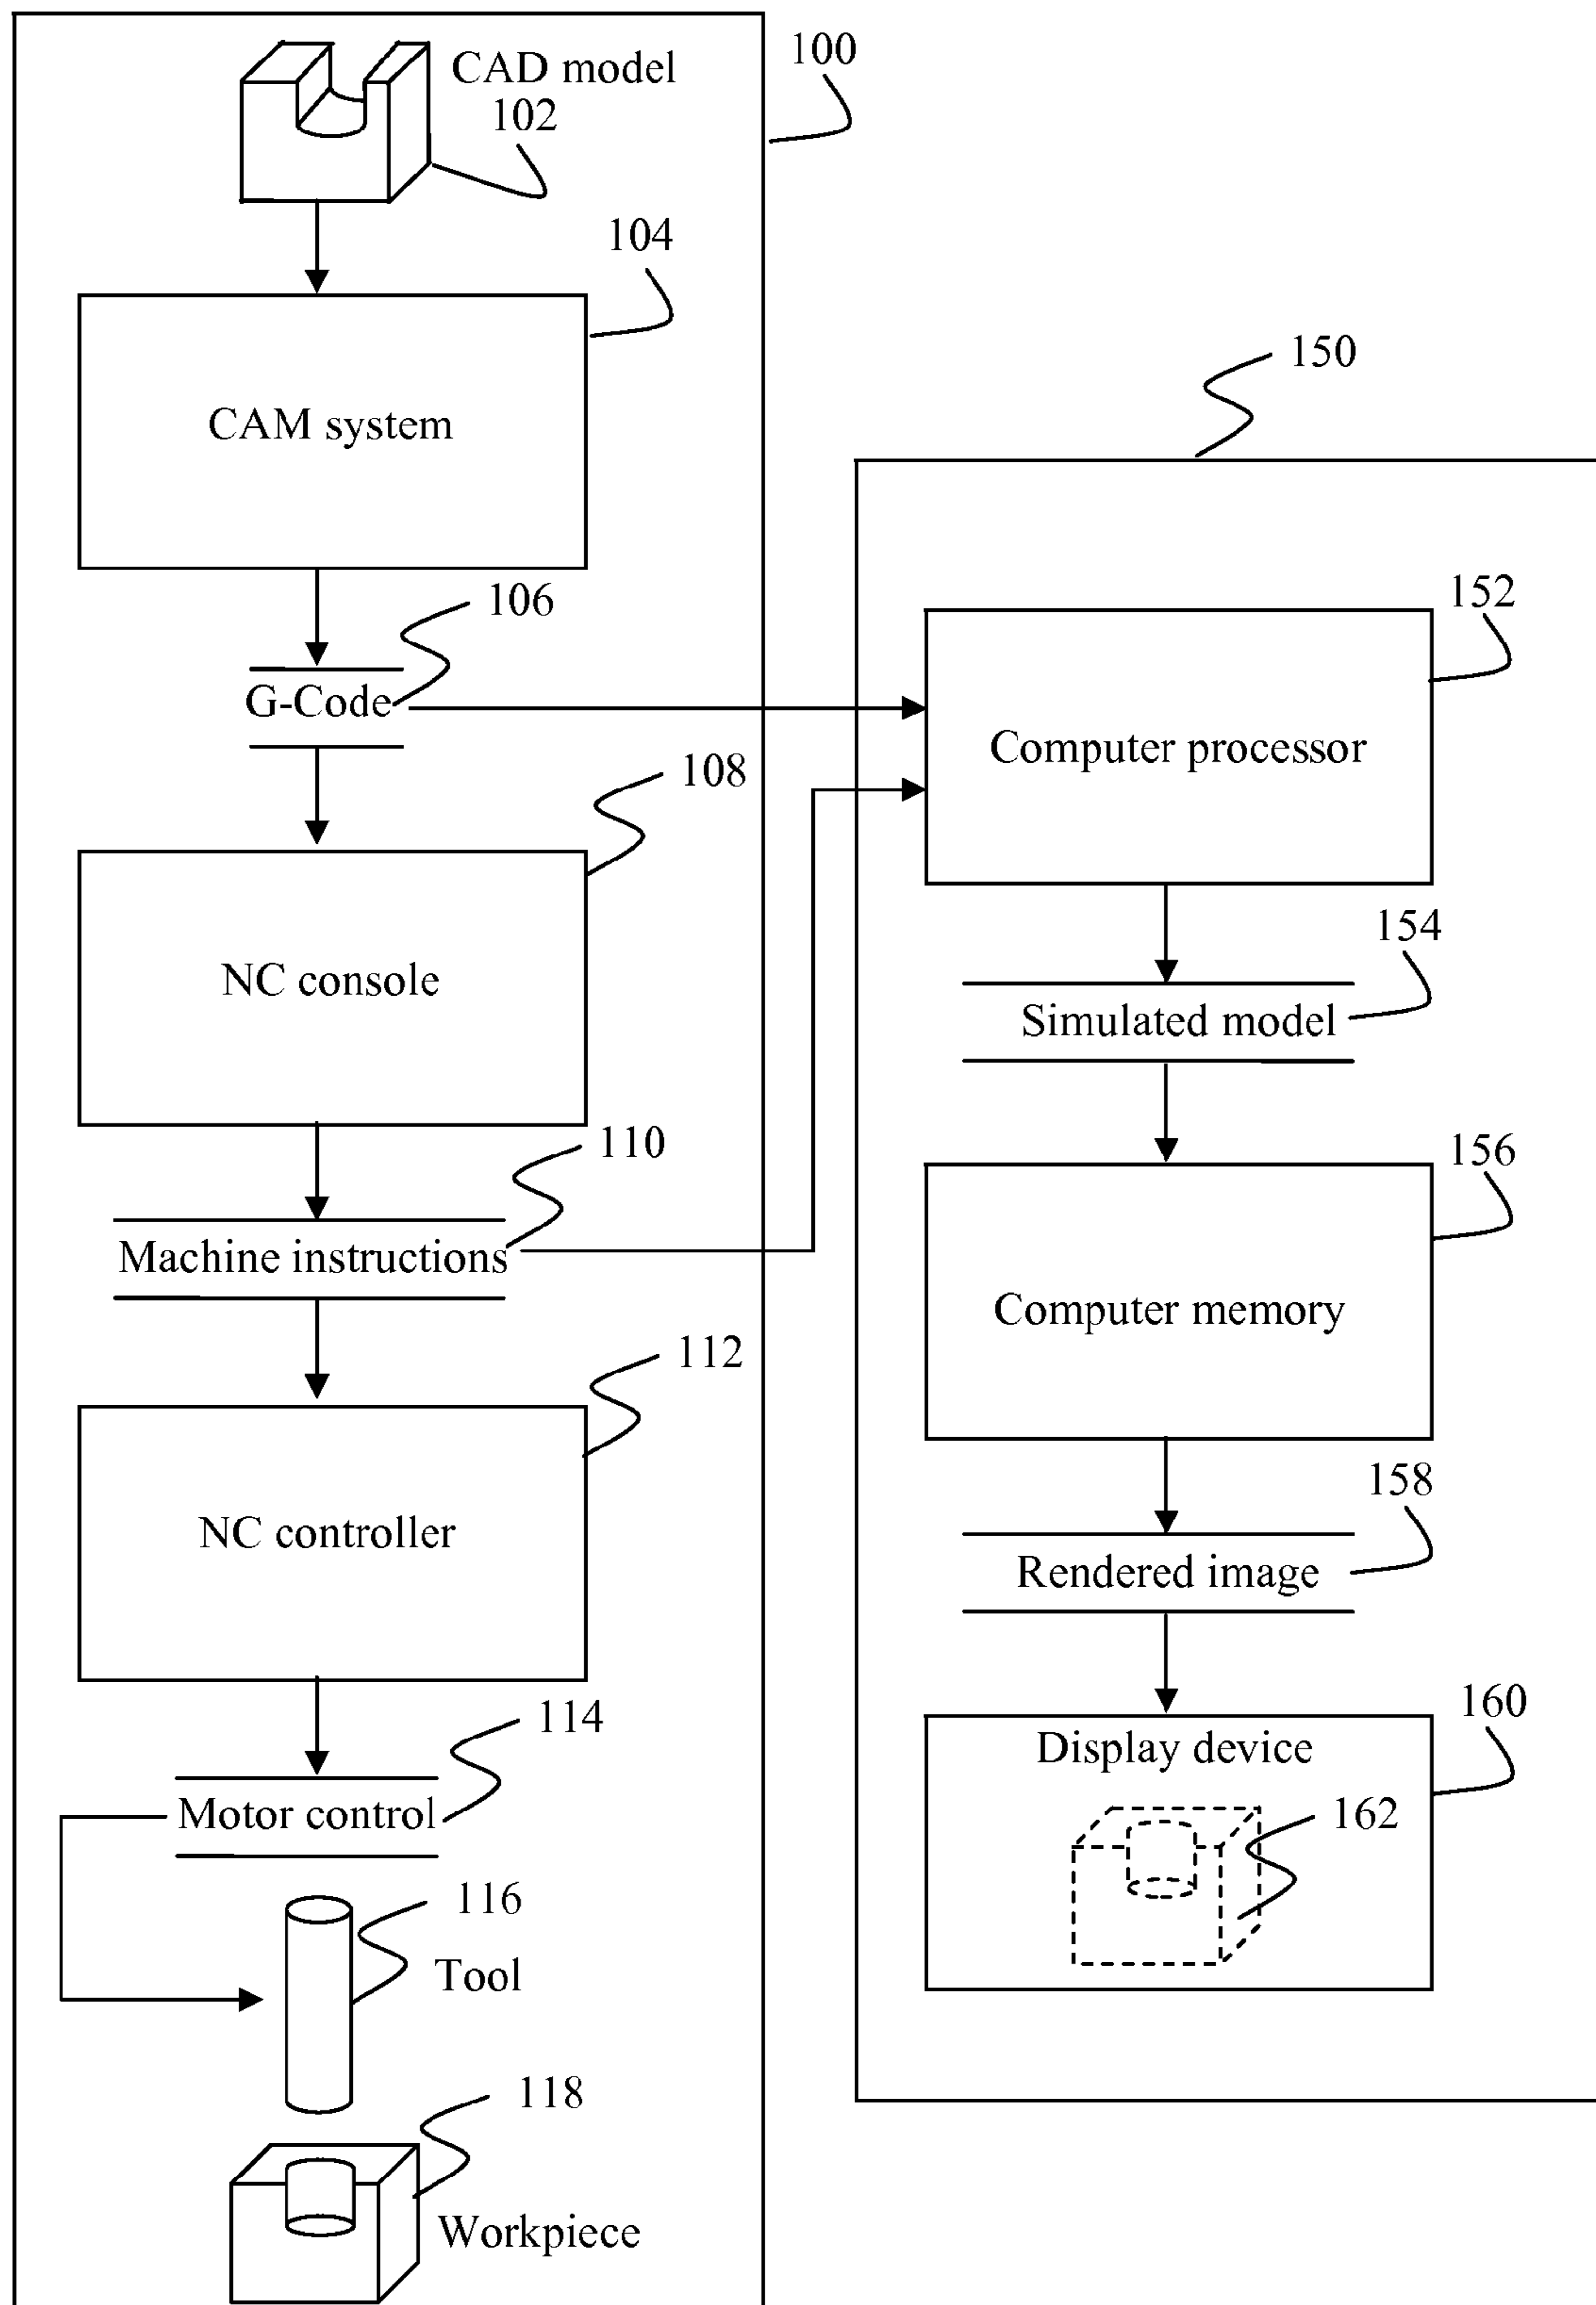 CAD model
102
100
104
CAM system
106
G-Code
108
NC console
110
Machine instructions
112
NC controller
114
Motor control
116
Tool
118
Workpiece
150
152
Computer processor
154
Simulated model
156
Computer memory
158
Rendered image
160
Display device
162